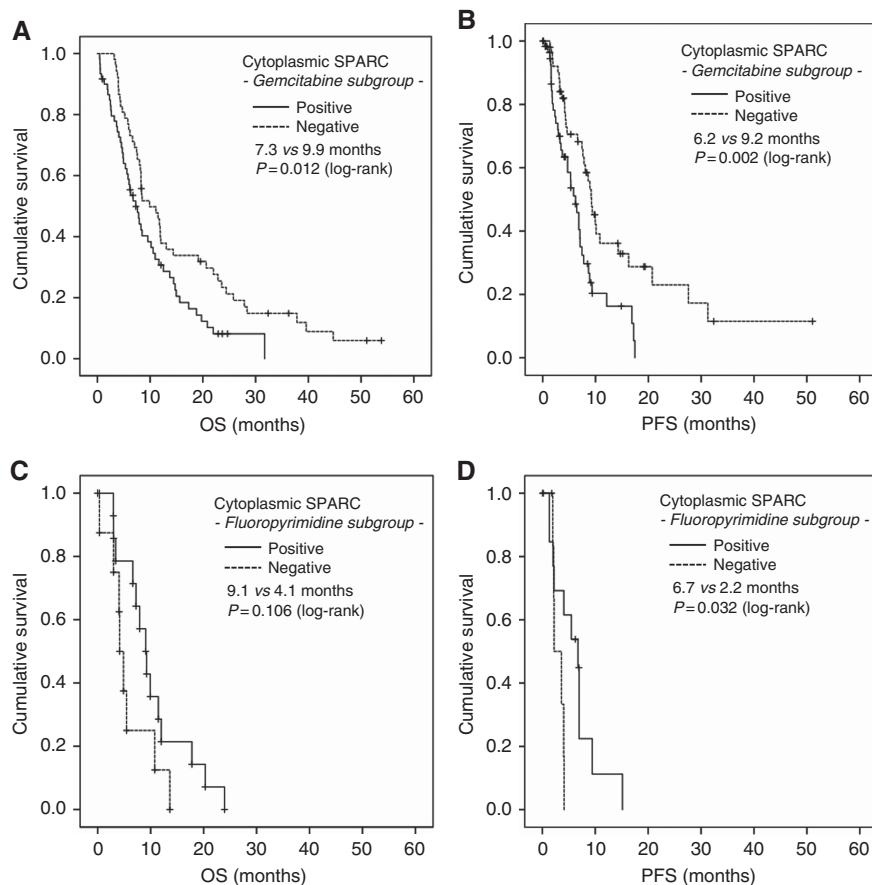 A
Cytoplasmic SPARC
- Gemcitabine subgroup -
Positive
Negative
7.3 vs 9.9 months
P=0.012 (log-rank)
Cumulative survival
1.0
0.8
0.6
0.4
0.2
0.0
0 10 20 30 40 50 60
OS (months)
B
Cytoplasmic SPARC
- Gemcitabine subgroup -
Positive
Negative
6.2 vs 9.2 months
P=0.002 (log-rank)
Cumulative survival
1.0
0.8
0.6
0.4
0.2
0.0
0 10 20 30 40 50 60
PFS (months)
C
Cytoplasmic SPARC
- Fluoropyrimidine subgroup -
Positive
Negative
9.1 vs 4.1 months
P=0.106 (log-rank)
Cumulative survival
1.0
0.8
0.6
0.4
0.2
0.0
0 10 20 30 40 50 60
OS (months)
D
Cytoplasmic SPARC
- Fluoropyrimidine subgroup -
Positive
Negative
6.7 vs 2.2 months
P=0.032 (log-rank)
Cumulative survival
1.0
0.8
0.6
0.4
0.2
0.0
0 10 20 30 40 50 60
PFS (months)